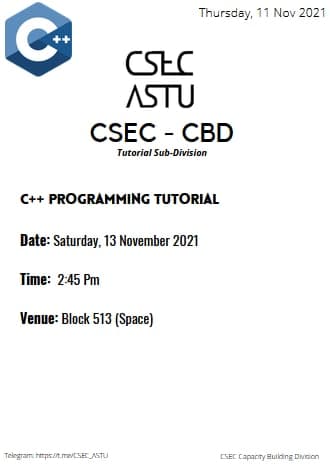 Thursday, 11 Nov 2021
C++
CSEC
ASTU
CSEC - CBD
Tutorial Sub-Division
C++ PROGRAMMING TUTORIAL
Date: Saturday, 13 November 2021
Time: 2:45 Pm
Venue: Block 513 (Space)
Telegram: https://t.me/CSEC_ASTU
CSEC Capacity Building Division